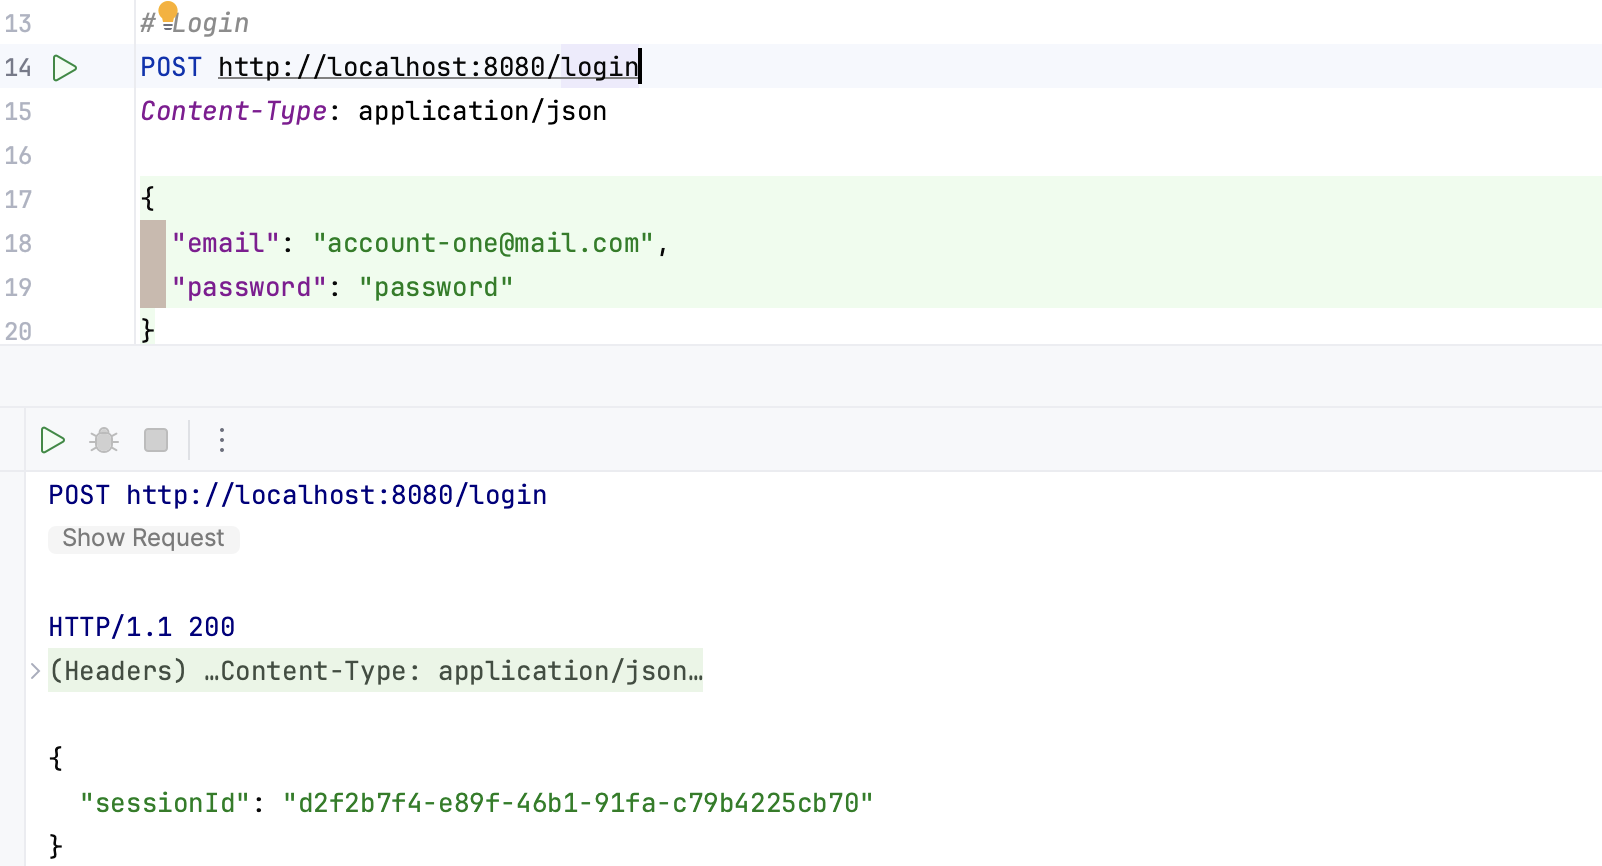 13 # Login
14 POST http://localhost:8080/login
15 Content-Type: application/json
16
17 {
18 "email": "account-one@mail.com",
19 "password": "password"
20 }
POST http://localhost:8080/login
Show Request
HTTP/1.1 200
(Headers) …Content-Type: application/json…
{
"sessionId": "d2f2b7f4-e89f-46b1-91fa-c79b4225cb70"
}